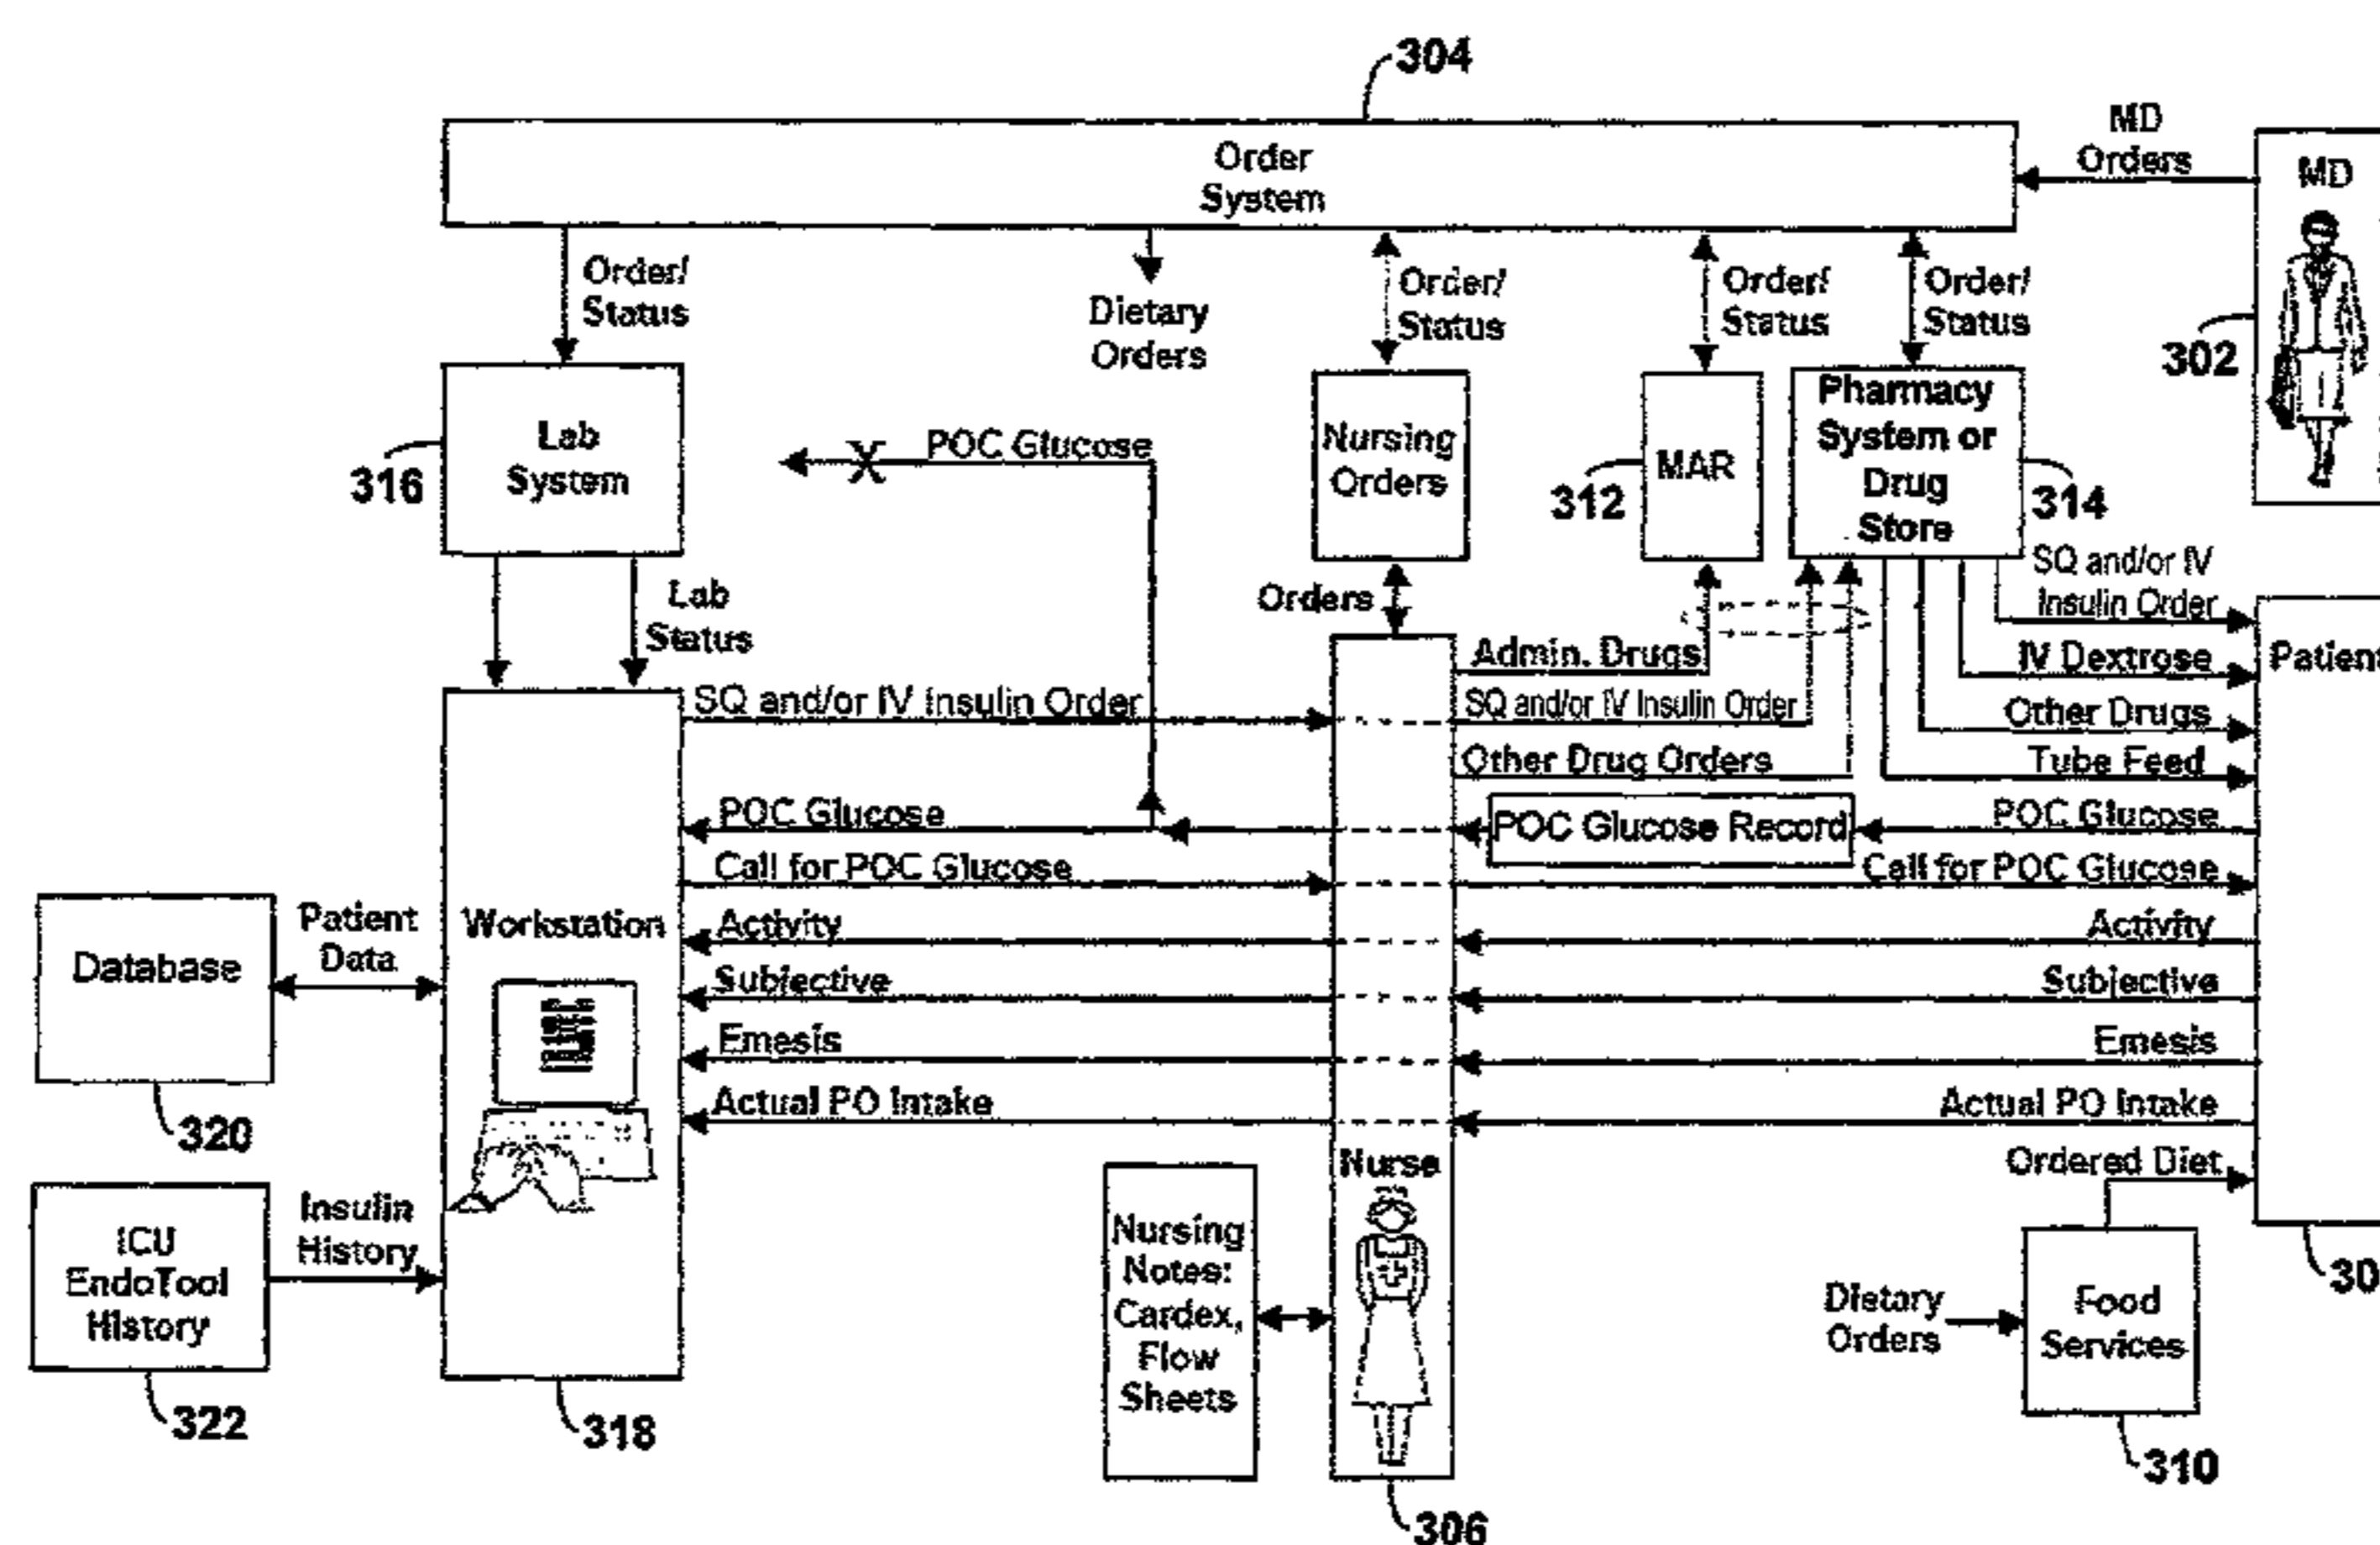 304
MD
Orders
Order
System
MD
302
Order/
Status
Dietary
Orders
Order/
Status
Order/
Status
Order/
Status
Lab
System
316
POC Glucose
X
Nursing
Orders
MAR
312
Pharmacy
System or
Drug
Store
314
Lab
Status
Orders
SQ and/or IV
Insulin Order
IV Dextrose
Other Drugs
Tube Feed
Patient
Admin. Drugs
SQ and/or IV Insulin Order
SQ and/or IV Insulin Order
Other Drug Orders
POC Glucose
POC Glucose Record
POC Glucose
Call for POC Glucose
Call for POC Glucose
Workstation
Activity
Activity
Subjective
Subjective
Emesis
Emesis
Actual PO Intake
Actual PO Intake
Database
Patient
Data
320
ICU
EndoTool
History
Insulin
History
322
318
Nursing
Notes:
Cardex,
Flow
Sheets
Nurse
306
Ordered Diet
Dietary
Orders
Food
Services
310
30